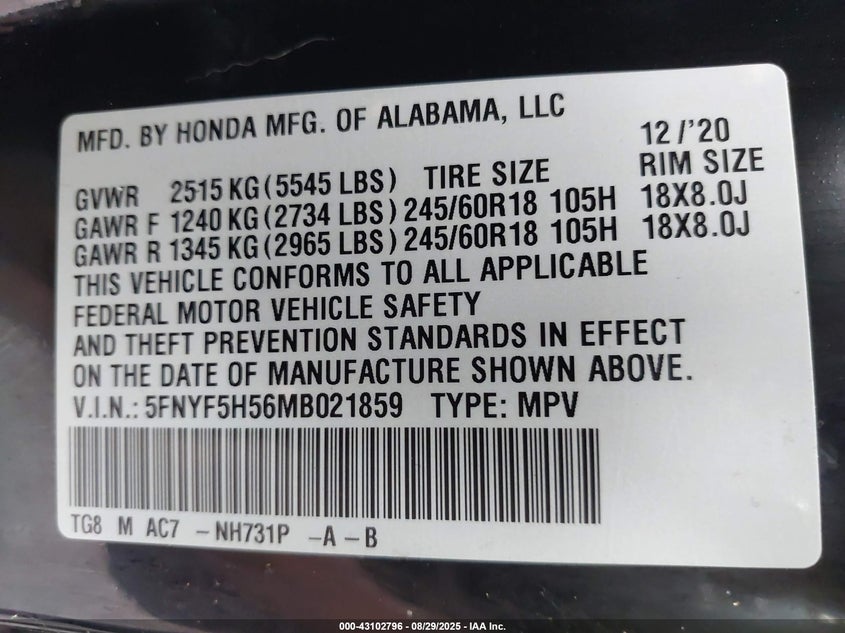 MFD. BY HONDA MFG. OF ALABAMA, LLC 12/'20
GVWR 2515 KG (5545 LBS) TIRE SIZE RIM SIZE
GAWR F 1240 KG (2734 LBS) 245/60R18 105H 18X8.0J
GAWR R 1345 KG (2965 LBS) 245/60R18 105H 18X8.0J
THIS VEHICLE CONFORMS TO ALL APPLICABLE
FEDERAL MOTOR VEHICLE SAFETY
AND THEFT PREVENTION STANDARDS IN EFFECT
ON THE DATE OF MANUFACTURE SHOWN ABOVE.
V.I.N.: 5FNYF5H56MB021859 TYPE: MPV
TG8 M AC7 -NH731P -A-B
000-43102796 - 08/29/2025 - IAA Inc.